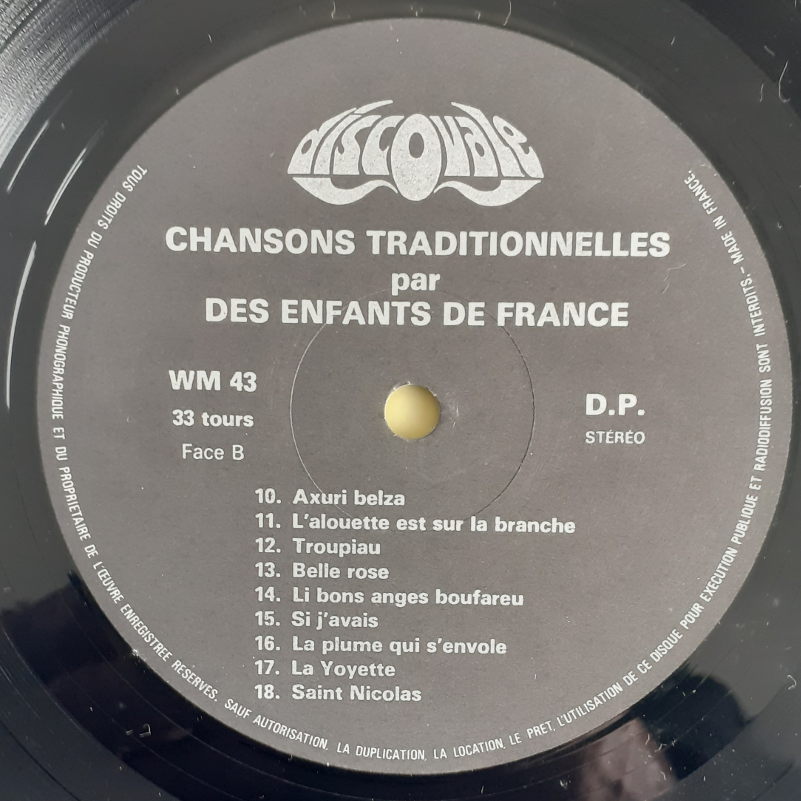 discovale
CHANSONS TRADITIONNELLES
par
DES ENFANTS DE FRANCE
WM 43
33 tours
Face B
D.P.
STÉRÉO
10. Axuri belza
11. L'alouette est sur la branche
12. Troupiau
13. Belle rose
14. Li bons anges boufareu
15. Si j'avais
16. La plume qui s'envole
17. La Yoyette
18. Saint Nicolas
TOUS DROITS DU PRODUCTEUR PHONOGRAPHIQUE ET DU PROPRIETAIRE DE L'ŒUVRE ENREGISTREE RESERVES. SAUF AUTORISATION, LA DUPLICATION, LA LOCATION, LE PRET, L'UTILISATION DE CE DISQUE POUR EXECUTION PUBLIQUE ET RADIODIFFUSION SONT INTERDITS. - MADE IN FRANCE.